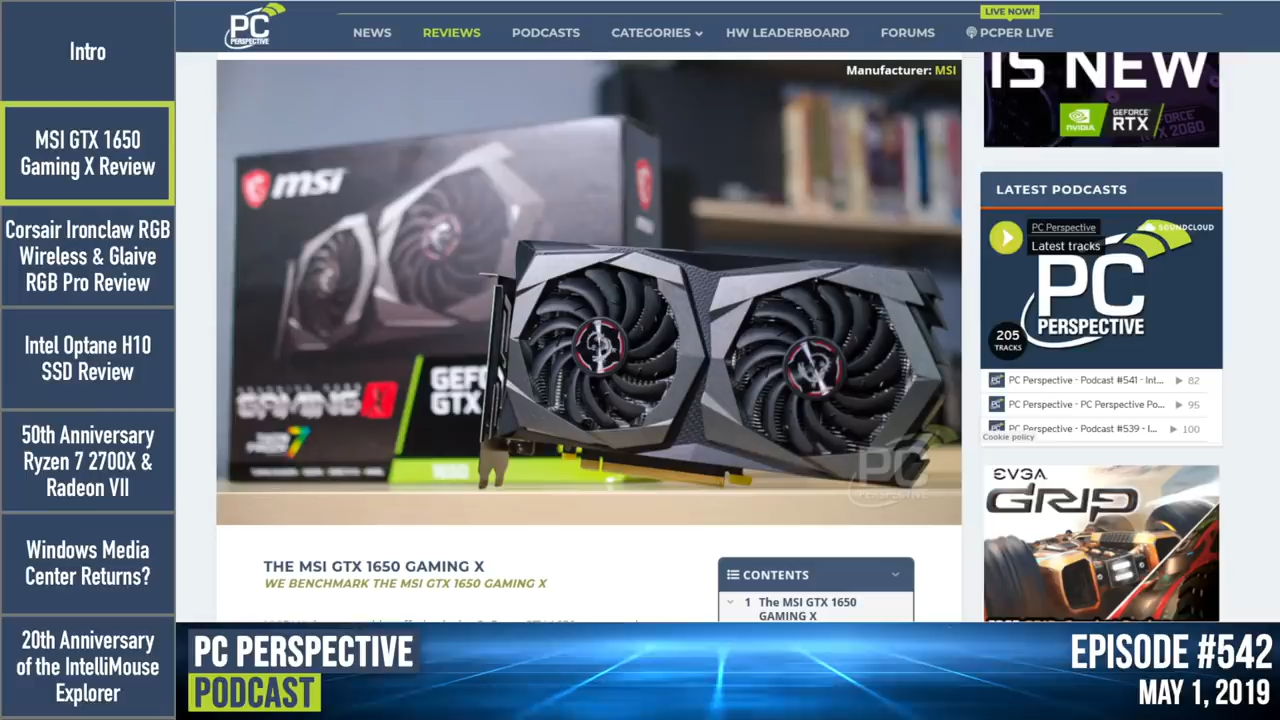 Intro
MSI GTX 1650
Gaming X Review
Corsair Ironclaw RGB
Wireless & Glaive
RGB Pro Review
Intel Optane H10
SSD Review
50th Anniversary
Ryzen 7 2700X &
Radeon VII
Windows Media
Center Returns?
20th Anniversary
of the IntelliMouse
Explorer
PC
PERSPECTIVE
NEWS
REVIEWS
PODCASTS
CATEGORIES
HW LEADERBOARD
FORUMS
LIVE NOW!
PCPER LIVE
Manufacturer: MSI
msi
GAMING X
GEF
GTX
1650
PC
PERSPECTIVE
THE MSI GTX 1650 GAMING X
WE BENCHMARK THE MSI GTX 1650 GAMING X
CONTENTS
1 The MSI GTX 1650
GAMING X
IS NEW
NVIDIA
GEFORCE
RTX
LATEST PODCASTS
PC Perspective
Latest tracks
SOUNDCLOUD
PC
PERSPECTIVE
205
TRACKS
PC Perspective - Podcast #541 - Int... 82
PC Perspective - PC Perspective Po... 95
PC Perspective - Podcast #539 - I... 100
Cookie policy
EVGA
GRIP
PC PERSPECTIVE
PODCAST
EPISODE #542
MAY 1, 2019